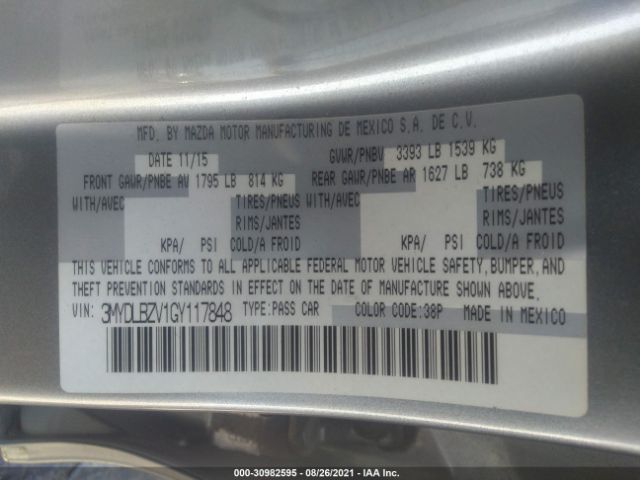 MFD. BY MAZDA MOTOR MANUFACTURING DE MEXICO S.A. DE C.V.
DATE 11/15 GVWR/PNBV 3393 LB 1539 KG
FRONT GAWR/PNBE AV 1795 LB 814 KG REAR GAWR/PNBE AR 1627 LB 738 KG
WITH/AVEC TIRES/PNEUS WITH/AVEC TIRES/PNEUS
RIMS/JANTES RIMS/JANTES
KPA/ PSI COLD/A FROID KPA/ PSI COLD/A FROID
THIS VEHICLE CONFORMS TO ALL APPLICABLE FEDERAL MOTOR VEHICLE SAFETY, BUMPER, AND
THEFT PREVENTION STANDARDS IN EFFECT ON THE DATE OF MANUFACTURE SHOWN ABOVE.
VIN: 3MYDLBZV1GY117848 TYPE:PASS CAR COLOR CODE:38P MADE IN MEXICO
000-30982595 - 08/26/2021 - IAA Inc.